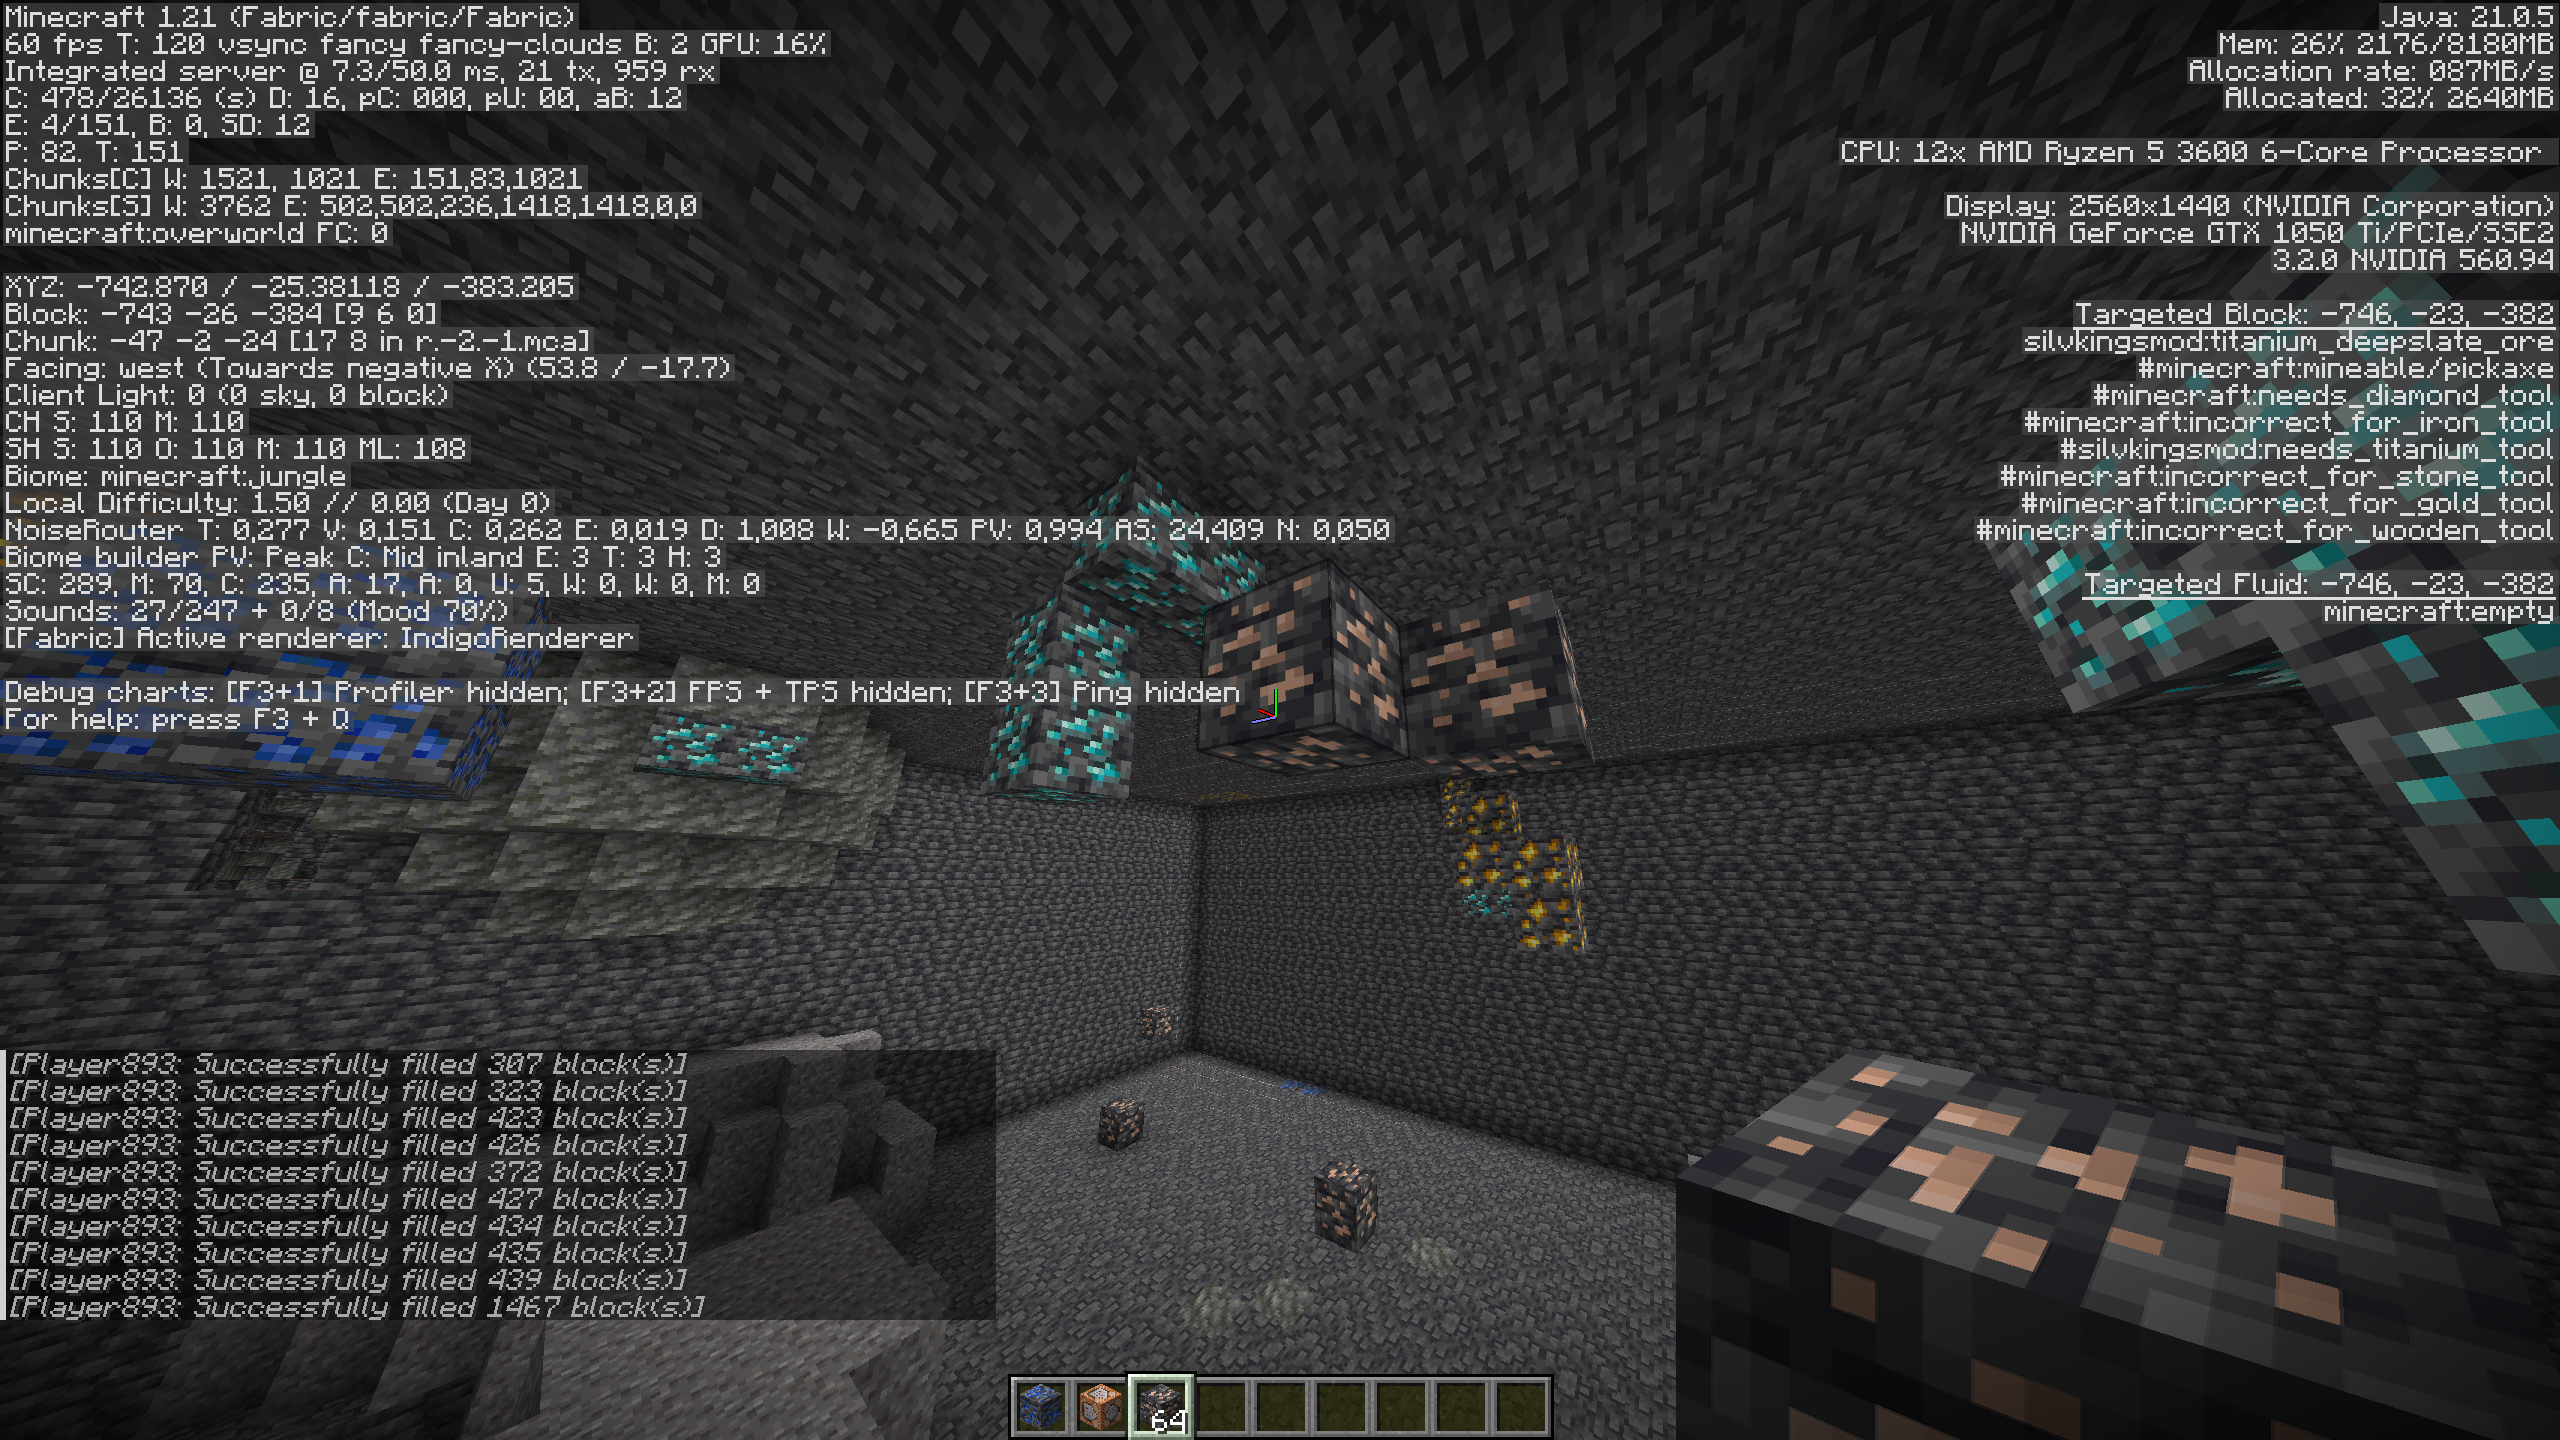 Minecraft 1.21 (Fabric/fabric/Fabric)
60 fps T: 120 vsync fancy fancy-clouds B: 2 GPU: 16%
Integrated server @ 7.3/50.0 ms, 21 tx, 959 rx
C: 478/26136 (s) D: 16, pC: 000, pU: 00, aB: 12
E: 4/151, B: 0, SD: 12
P: 82. T: 151
Chunks[C] W: 1521, 1021 E: 151,83,1021
Chunks[S] W: 3762 E: 502,502,236,1418,1418,0,0
minecraft:overworld FC: 0
XYZ: -742.870 / -25.38118 / -383.205
Block: -743 -26 -384 [9 6 0]
Chunk: -47 -2 -24 [17 8 in r.-2.-1.mca]
Facing: west (Towards negative X) (53.8 / -17.7)
Client Light: 0 (0 sky, 0 block)
CH S: 110 M: 110
SH S: 110 O: 110 M: 110 ML: 108
Biome: minecraft:jungle
Local Difficulty: 1.50 // 0.00 (Day 0)
NoiseRouter T: 0,277 V: 0,151 C: 0,262 E: 0,019 D: 1,008 W: -0,665 PV: 0,994 AS: 24,409 N: 0,050
Biome builder PV: Peak C: Mid inland E: 3 T: 3 H: 3
SC: 289, M: 70, C: 235, A: 17, A: 0, U: 5, W: 0, W: 0, M: 0
Sounds: 27/247 + 0/8 (Mood 70%)
[Fabric] Active renderer: IndigoRenderer
Debug charts: [F3+1] Profiler hidden; [F3+2] FPS + TPS hidden; [F3+3] Ping hidden
For help: press F3 + Q
Java: 21.0.5
Mem: 26% 2176/8180MB
Allocation rate: 087MB/s
Allocated: 32% 2640MB
CPU: 12x AMD Ryzen 5 3600 6-Core Processor
Display: 2560x1440 (NVIDIA Corporation)
NVIDIA GeForce GTX 1050 Ti/PCIe/SSE2
3.2.0 NVIDIA 560.94
Targeted Block: -746, -23, -382
silvkingsmod:titanium_deepslate_ore
#minecraft:mineable/pickaxe
#minecraft:needs_diamond_tool
#minecraft:incorrect_for_iron_tool
#silvkingsmod:needs_titanium_tool
#minecraft:incorrect_for_stone_tool
#minecraft:incorrect_for_gold_tool
#minecraft:incorrect_for_wooden_tool
Targeted Fluid: -746, -23, -382
minecraft:empty
[Player893: Successfully filled 307 block(s)]
[Player893: Successfully filled 323 block(s)]
[Player893: Successfully filled 423 block(s)]
[Player893: Successfully filled 426 block(s)]
[Player893: Successfully filled 372 block(s)]
[Player893: Successfully filled 427 block(s)]
[Player893: Successfully filled 434 block(s)]
[Player893: Successfully filled 435 block(s)]
[Player893: Successfully filled 439 block(s)]
[Player893: Successfully filled 1467 block(s)]
64